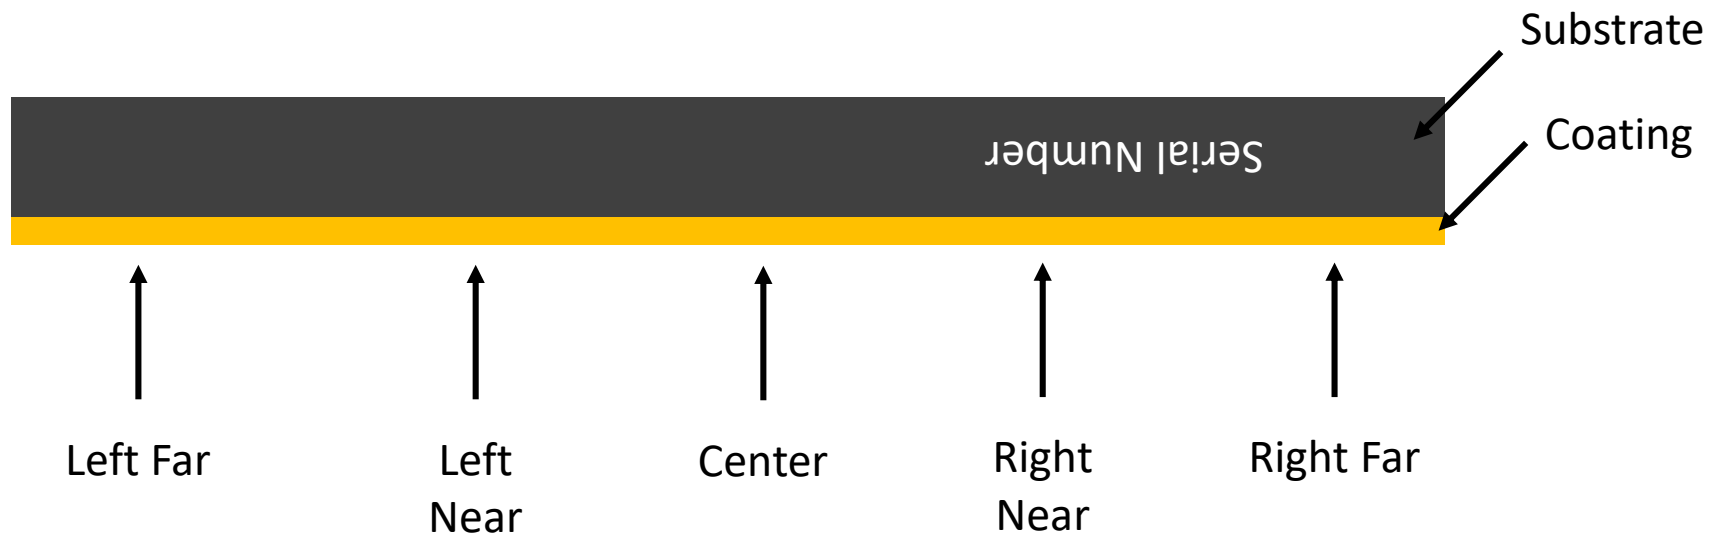 Substrate
Coating
Serial Number
Left Far
Left
Near
Center
Right
Near
Right Far